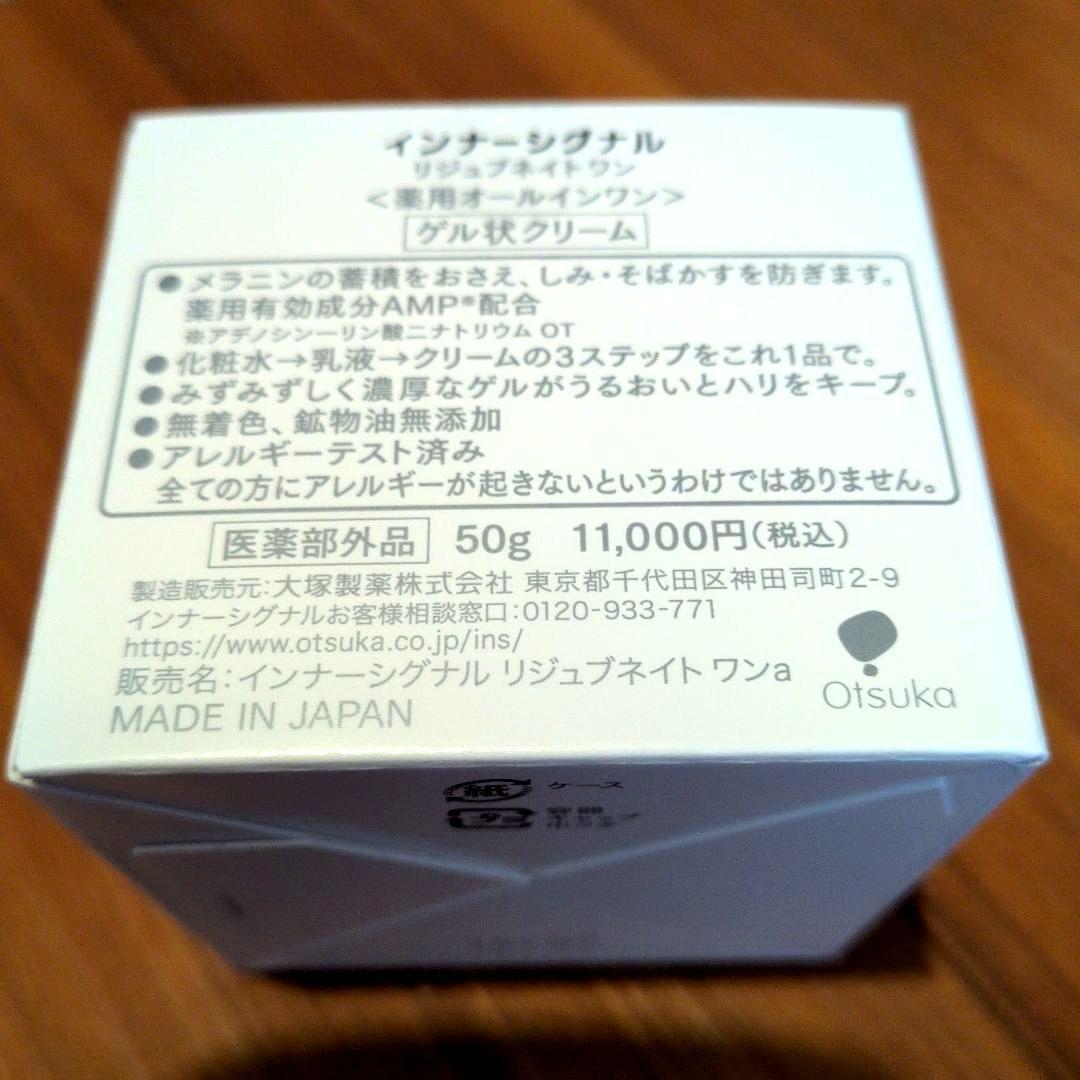 インナーシグナル
リジュブネイト ワン
＜薬用オールインワン＞
ゲル状クリーム
●メラニンの蓄積をおさえ、しみ・そばかすを防ぎます。
薬用有効成分AMP※配合
※アデノシン一リン酸二ナトリウム OT
●化粧水→乳液→クリームの3ステップをこれ1品で。
●みずみずしく濃厚なゲルがうるおいとハリをキープ。
●無着色、鉱物油無添加
●アレルギーテスト済み
全ての方にアレルギーが起きないというわけではありません。
医薬部外品 50g 11,000円(税込)
製造販売元:大塚製薬株式会社 東京都千代田区神田司町2-9
インナーシグナルお客様相談窓口:0120-933-771
https://www.otsuka.co.jp/ins/
販売名:インナーシグナル リジュブネイト ワンa
MADE IN JAPAN
Otsuka
紙 ケース
容器
キャップ